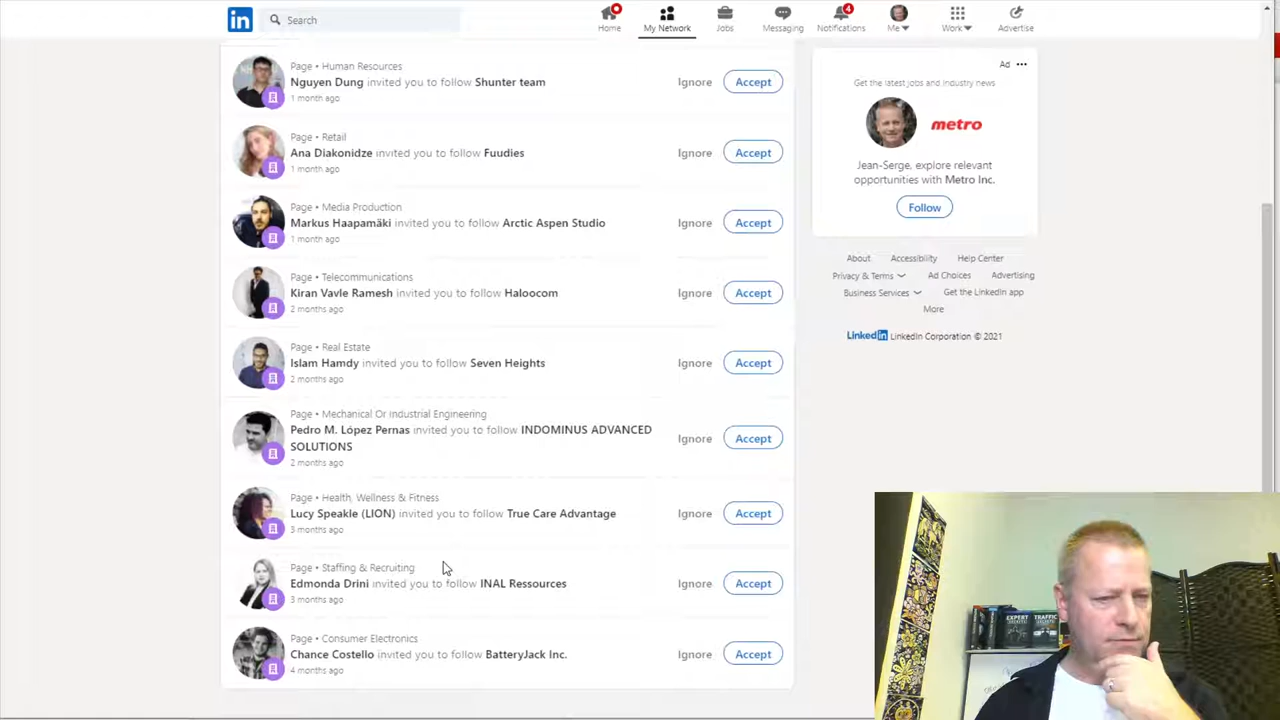 in
Search
Home
My Network
Jobs
Messaging
4
Notifications
Me
Work
Advertise
Page • Human Resources
Nguyen Dung invited you to follow Shunter team
1 month ago
Ignore
Accept
Page • Retail
Ana Diakonidze invited you to follow Fuudies
1 month ago
Ignore
Accept
Page • Media Production
Markus Haapamäki invited you to follow Arctic Aspen Studio
1 month ago
Ignore
Accept
Page • Telecommunications
Kiran Vavle Ramesh invited you to follow Haloocom
2 months ago
Ignore
Accept
Page • Real Estate
Islam Hamdy invited you to follow Seven Heights
2 months ago
Ignore
Accept
Page • Mechanical Or Industrial Engineering
Pedro M. López Pernas invited you to follow INDOMINUS ADVANCED
SOLUTIONS
2 months ago
Ignore
Accept
Page • Health, Wellness & Fitness
Lucy Speakle (LION) invited you to follow True Care Advantage
3 months ago
Ignore
Accept
Page • Staffing & Recruiting
Edmonda Drini invited you to follow INAL Ressources
3 months ago
Ignore
Accept
Page • Consumer Electronics
Chance Costello invited you to follow BatteryJack Inc.
4 months ago
Ignore
Accept
Ad
Get the latest jobs and industry news
metro
Jean-Serge, explore relevant
opportunities with Metro Inc.
Follow
About
Accessibility
Help Center
Privacy & Terms
Ad Choices
Advertising
Business Services
Get the LinkedIn app
More
LinkedIn LinkedIn Corporation © 2021
EXPERT
TRAFFIC